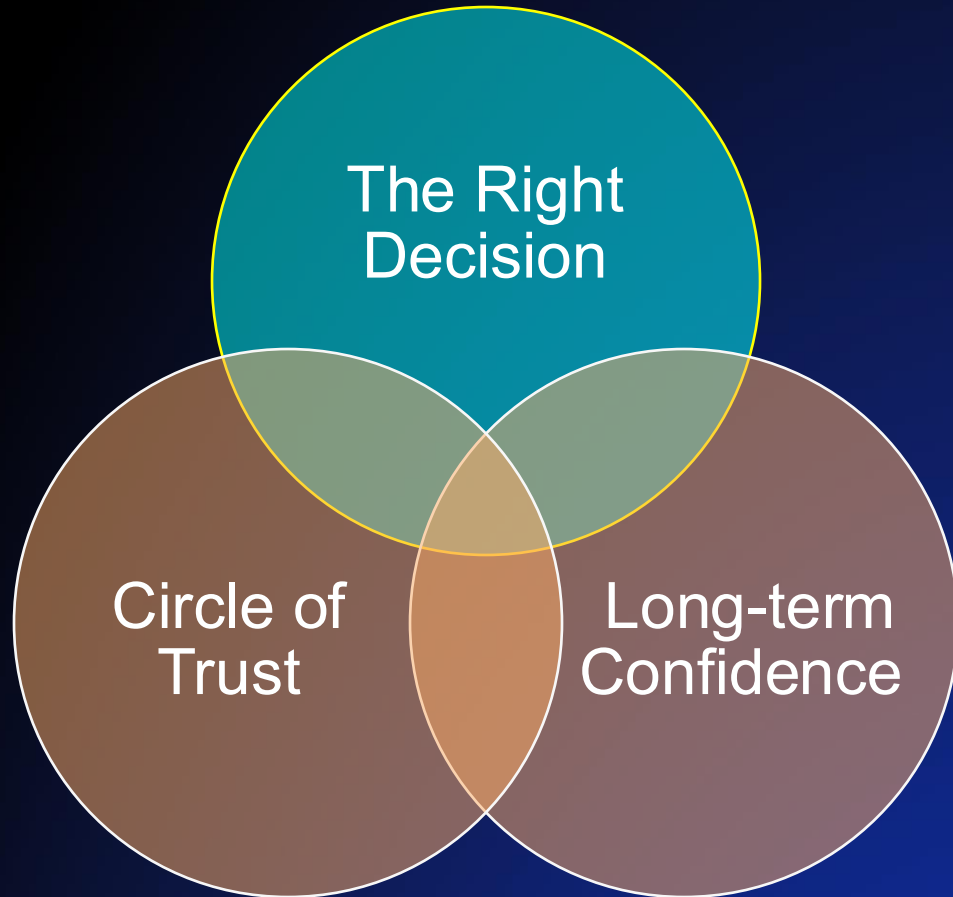 The Right
Decision
Circle of
Trust
Long-term
Confidence